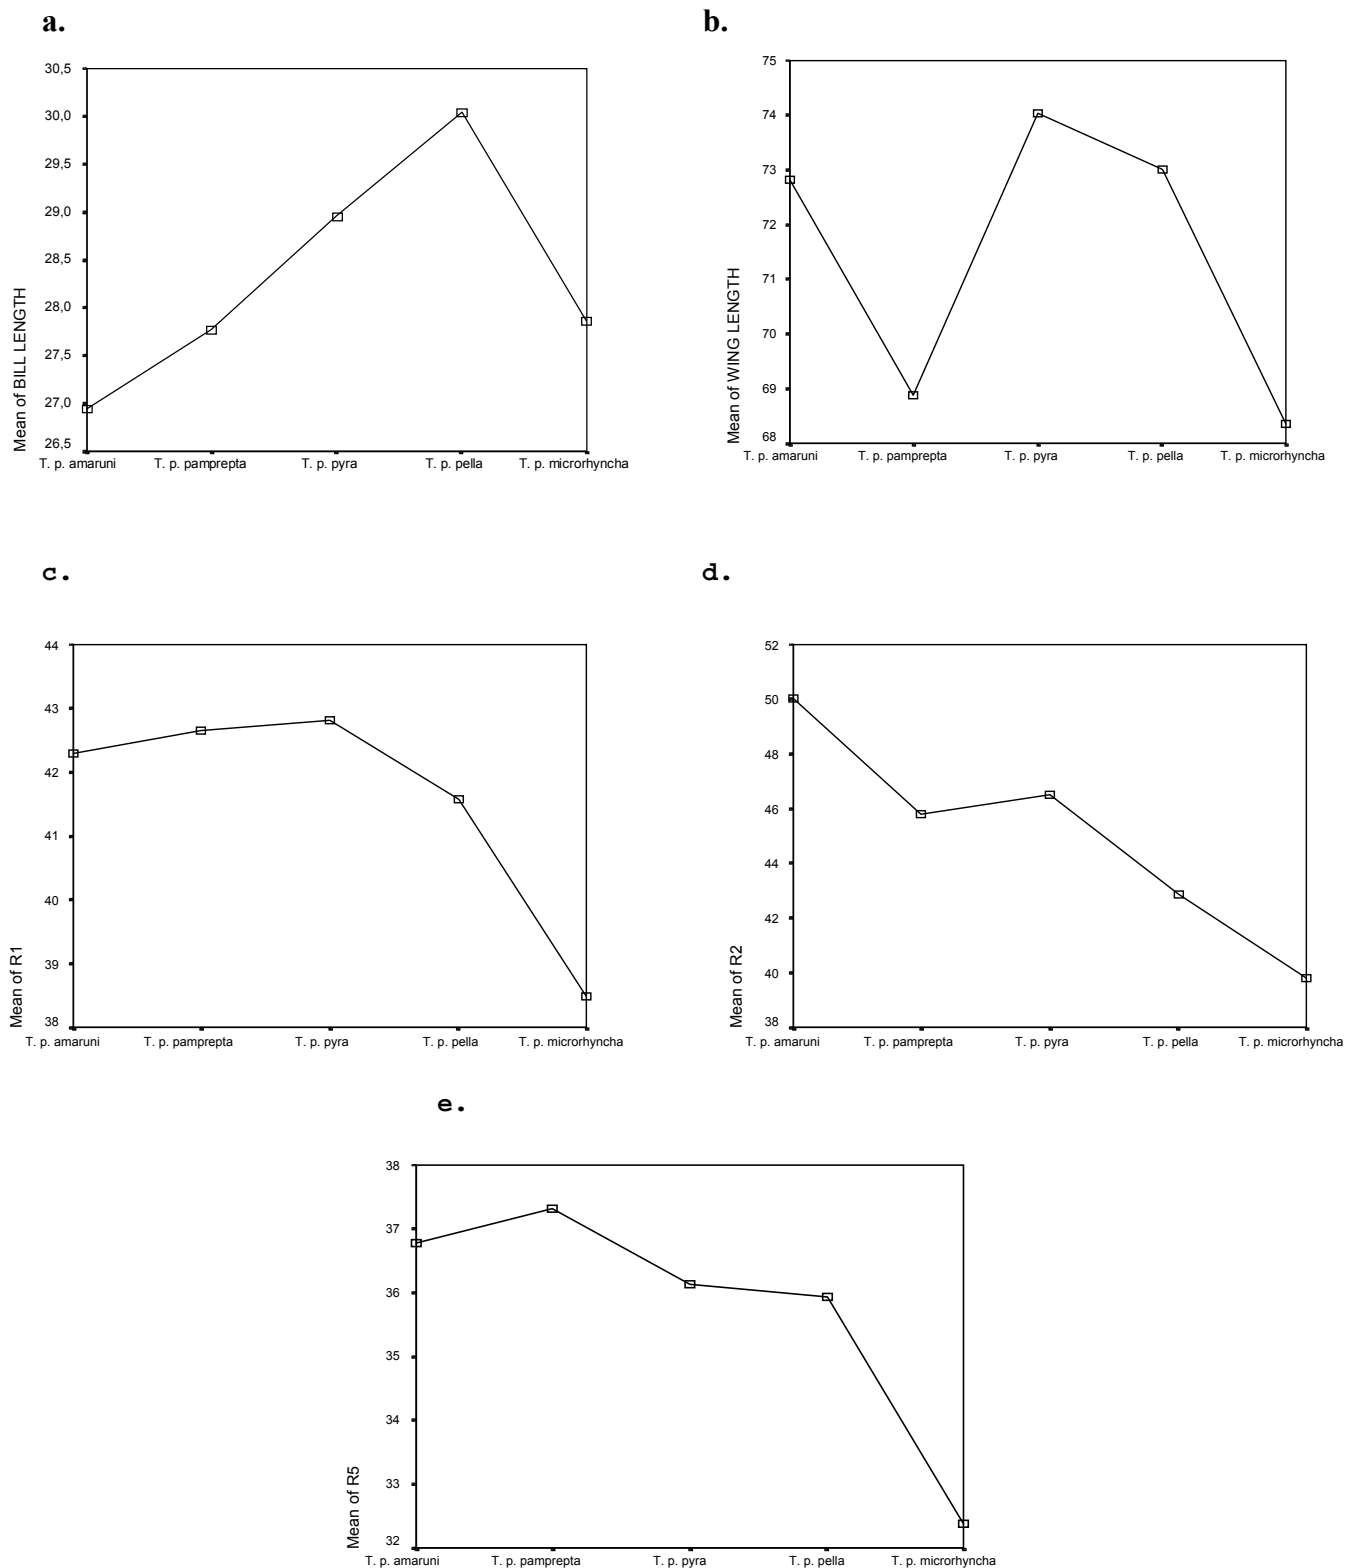 a.
b.
30,5
30,0
29,5
29,0
28,5
28,0
27,5
27,0
26,5
Mean of BILL LENGTH
T. p. amaruni T. p. pamprepta T. p. pyra T. p. pella T. p. microrhyncha
75
74
73
72
71
70
69
68
Mean of WING LENGTH
T. p. amaruni T. p. pamprepta T. p. pyra T. p. pella T. p. microrhyncha
c.
d.
44
43
42
41
40
39
38
Mean of R1
T. p. amaruni T. p. pamprepta T. p. pyra T. p. pella T. p. microrhyncha
52
50
48
46
44
42
40
38
Mean of R2
T. p. amaruni T. p. pamprepta T. p. pyra T. p. pella T. p. microrhyncha
e.
38
37
36
35
34
33
32
Mean of R5
T. p. amaruni T. p. pamprepta T. p. pyra T. p. pella T. p. microrhyncha